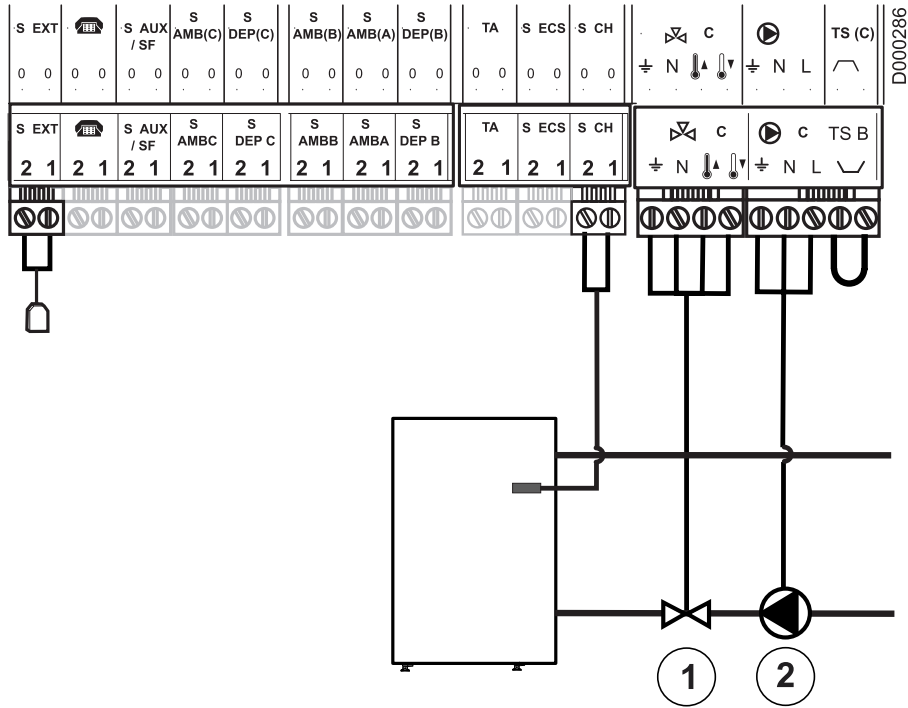 S EXT S AUX / SF S AMB(C) S DEP(C) S AMB(B) S AMB(A) S DEP(B) TA S ECS S CH C TS (C)
N N L
0 0 0 0 0 0 0 0 0 0 0 0 0 0 0 0 0 0 0 0 0 0
S EXT S AUX / SF S AMBC S DEP C S AMBB S AMBA S DEP B TA S ECS S CH C C TS B
N N L
2 1 2 1 2 1 2 1 2 1 2 1 2 1 2 1 2 1 2 1 2 1
D000286
1 2